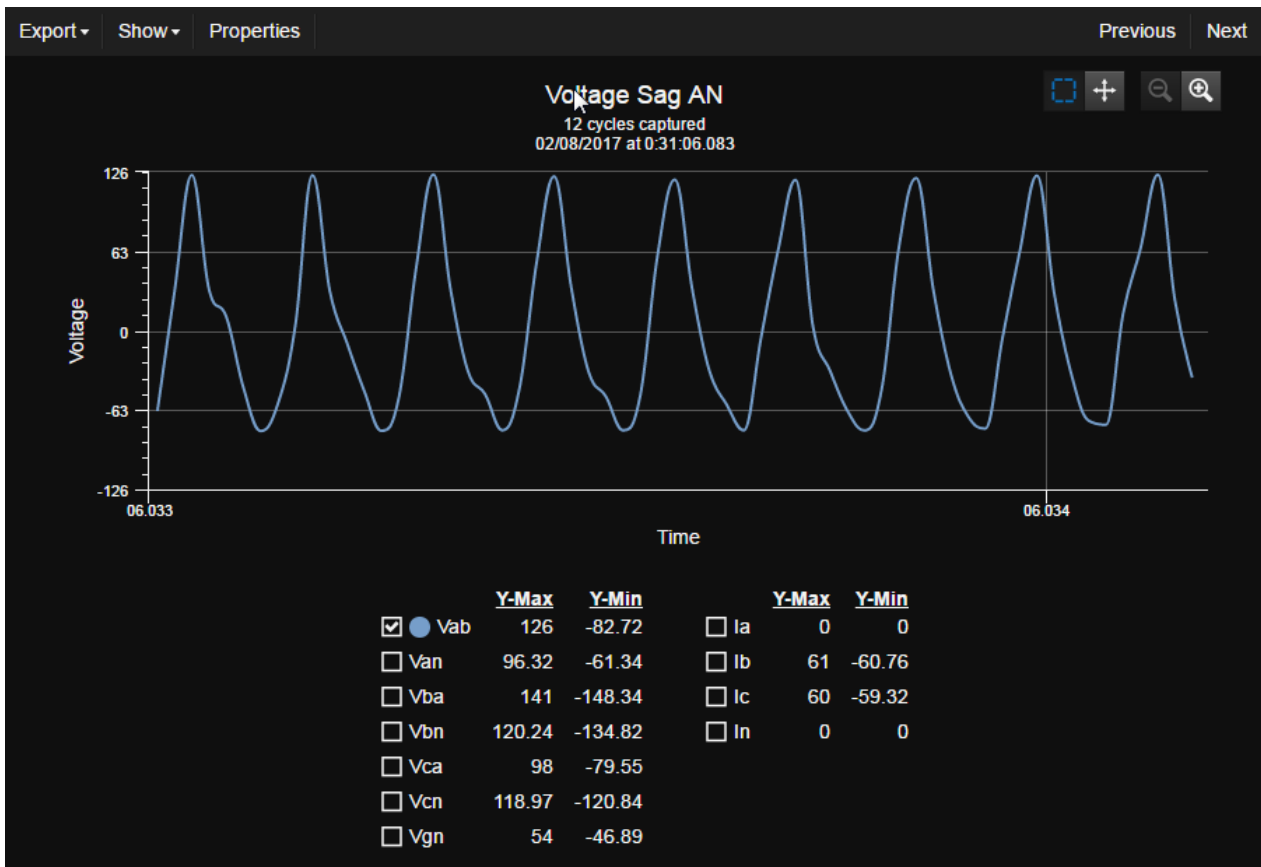 Export Show Properties Previous Next
Voltage Sag AN
12 cycles captured
02/08/2017 at 0:31:06.083
126
63
0
-63
-126
Voltage
06.033 06.034
Time
Y-Max Y-Min Y-Max Y-Min
Vab 126 -82.72 Ia 0 0
Van 96.32 -61.34 Ib 61 -60.76
Vba 141 -148.34 Ic 60 -59.32
Vbn 120.24 -134.82 In 0 0
Vca 98 -79.55
Vcn 118.97 -120.84
Vgn 54 -46.89